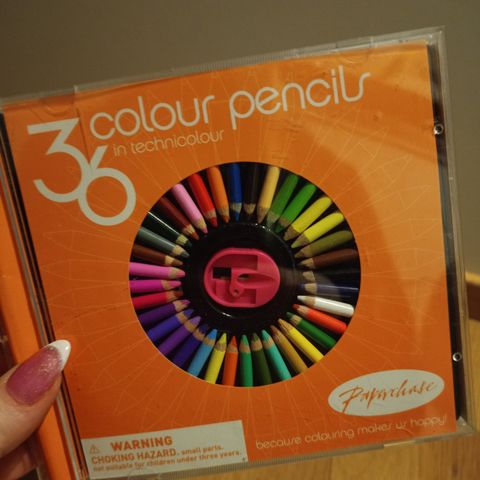 36 colour pencils
in technicolour
Paperchase
because colouring makes us happy!
WARNING
CHOKING HAZARD. small parts.
not suitable for children under three years.